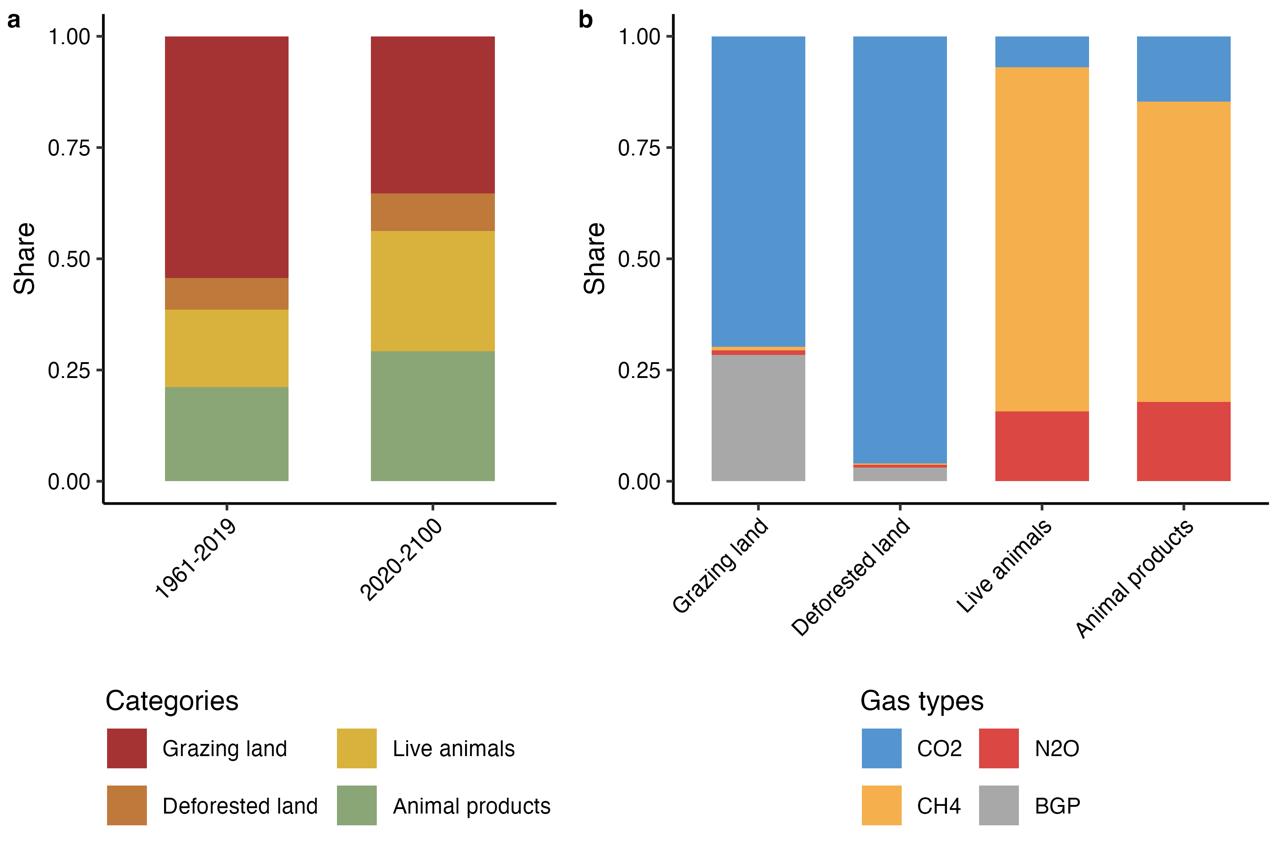 a
Share
1.00
0.75
0.50
0.25
0.00
1961-2019
2020-2100
Categories
Grazing land
Live animals
Deforested land
Animal products
b
Share
1.00
0.75
0.50
0.25
0.00
Grazing land
Deforested land
Live animals
Animal products
Gas types
CO2
N2O
CH4
BGP